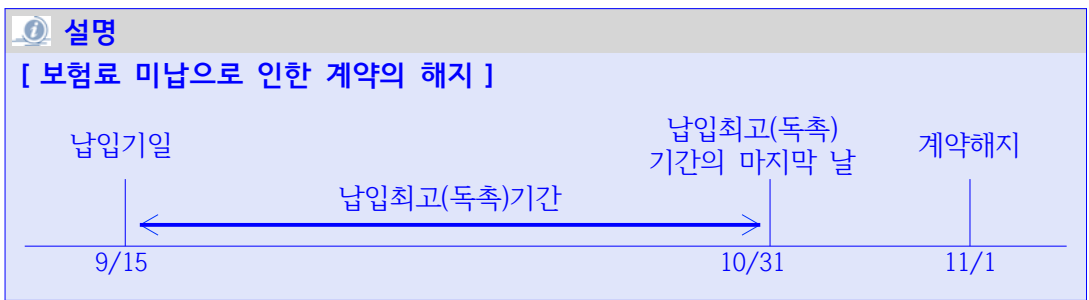 설명
[ 보험료 미납으로 인한 계약의 해지 ]
납입기일
납입최고(독촉)
기간의 마지막 날
계약해지
납입최고(독촉)기간
9/15
10/31
11/1